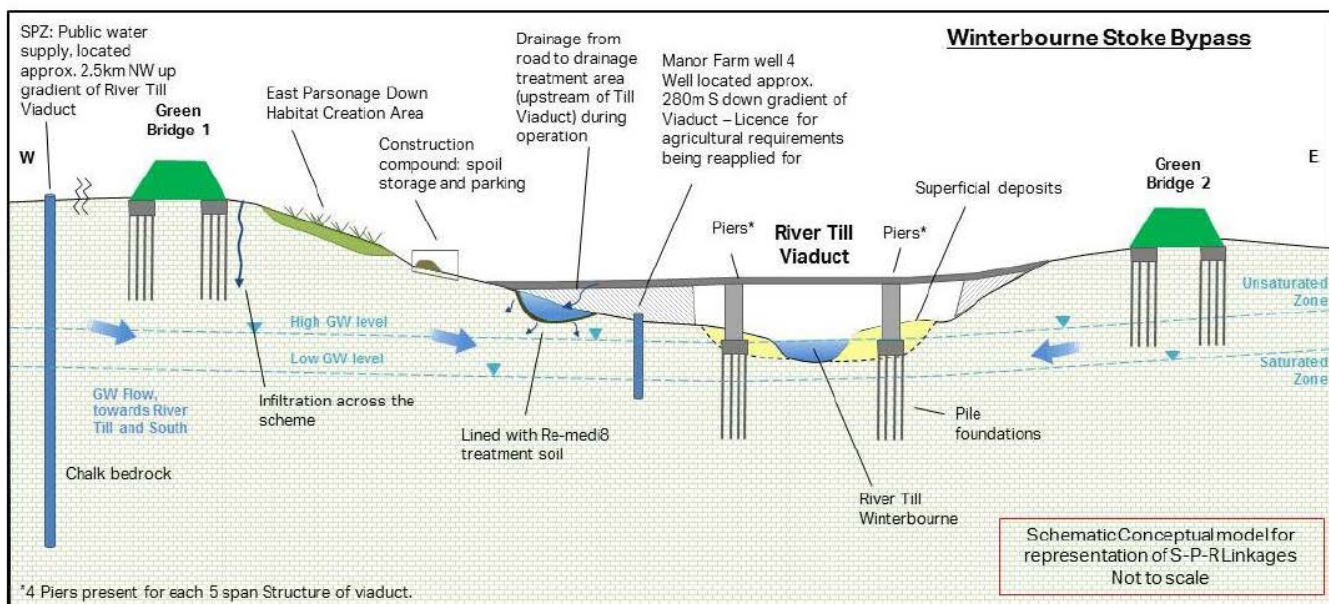 Winterbourne Stoke Bypass
SPZ: Public water
supply, located
approx. 2.5km NW up
gradient of River Till
Viaduct
Green
Bridge 1
W
East Parsonage Down
Habitat Creation Area
Construction
compound: spoil
storage and parking
Drainage from
road to drainage
treatment area
(upstream of Till
Viaduct) during
operation
Manor Farm well 4
Well located approx.
280m S down gradient of
Viaduct – Licence for
agricultural requirements
being reapplied for
Piers*
River Till
Viaduct
Piers*
Superficial deposits
Green
Bridge 2
E
Unsaturated
Zone
High GW level
Low GW level
Saturated
Zone
GW Flow,
towards River
Till and South
Infiltration across the
scheme
Lined with Re-medi8
treatment soil
Pile
foundations
River Till
Winterbourne
Chalk bedrock
Schematic Conceptual model for
representation of S-P-R Linkages
Not to scale
*4 Piers present for each 5 span Structure of viaduct.